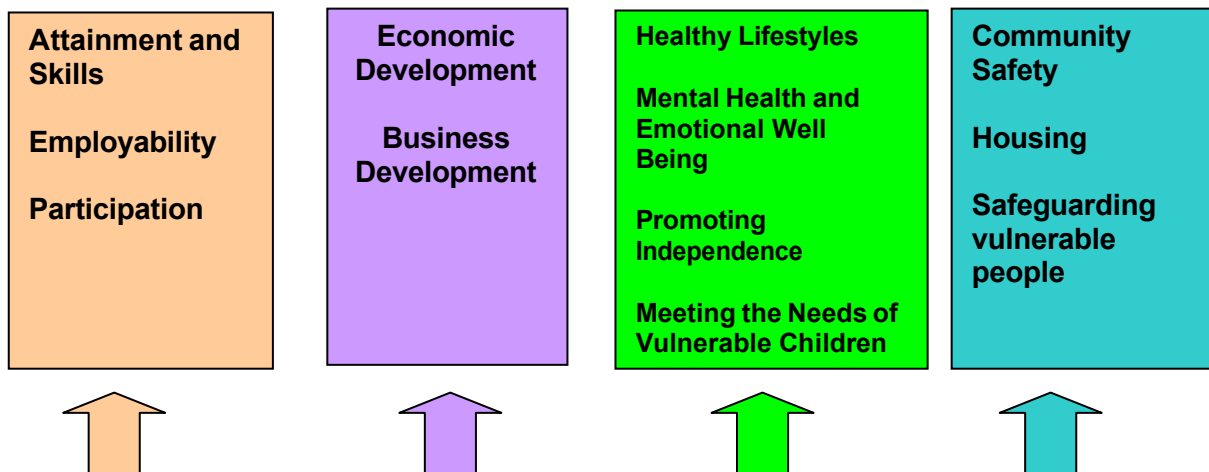 Attainment and
Skills
Employability
Participation
Economic
Development
Business
Development
Healthy Lifestyles
Mental Health and
Emotional Well
Being
Promoting
Independence
Meeting the Needs of
Vulnerable Children
Community
Safety
Housing
Safeguarding
vulnerable
people